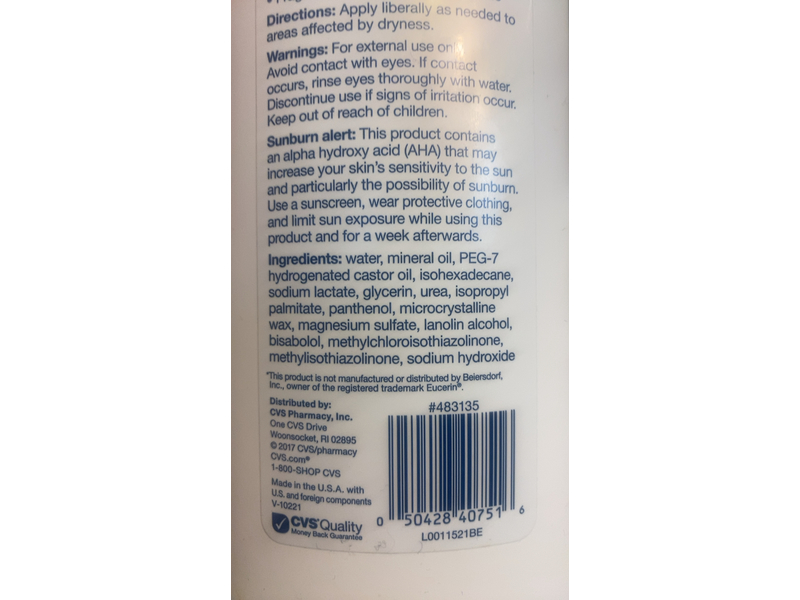 Directions: Apply liberally as needed to
areas affected by dryness.
Warnings: For external use only
Avoid contact with eyes. If contact
occurs, rinse eyes thoroughly with water.
Discontinue use if signs of irritation occur.
Keep out of reach of children.
Sunburn alert: This product contains
an alpha hydroxy acid (AHA) that may
increase your skin's sensitivity to the sun
and particularly the possibility of sunburn.
Use a sunscreen, wear protective clothing,
and limit sun exposure while using this
product and for a week afterwards.
Ingredients: water, mineral oil, PEG-7
hydrogenated castor oil, isohexadecane,
sodium lactate, glycerin, urea, isopropyl
palmitate, panthenol, microcrystalline
wax, magnesium sulfate, lanolin alcohol,
bisabolol, methylchloroisothiazolinone,
methylisothiazolinone, sodium hydroxide
*This product is not manufactured or distributed by Beiersdorf,
Inc., owner of the registered trademark Eucerin®.
Distributed by:
CVS Pharmacy, Inc.
One CVS Drive
Woonsocket, RI 02895
© 2017 CVS/pharmacy
CVS.com®
1-800-SHOP CVS
Made in the U.S.A. with
U.S. and foreign components
V-10221
CVS Quality
Money Back Guarantee
#483135
0 50428 40751 6
L0011521BE